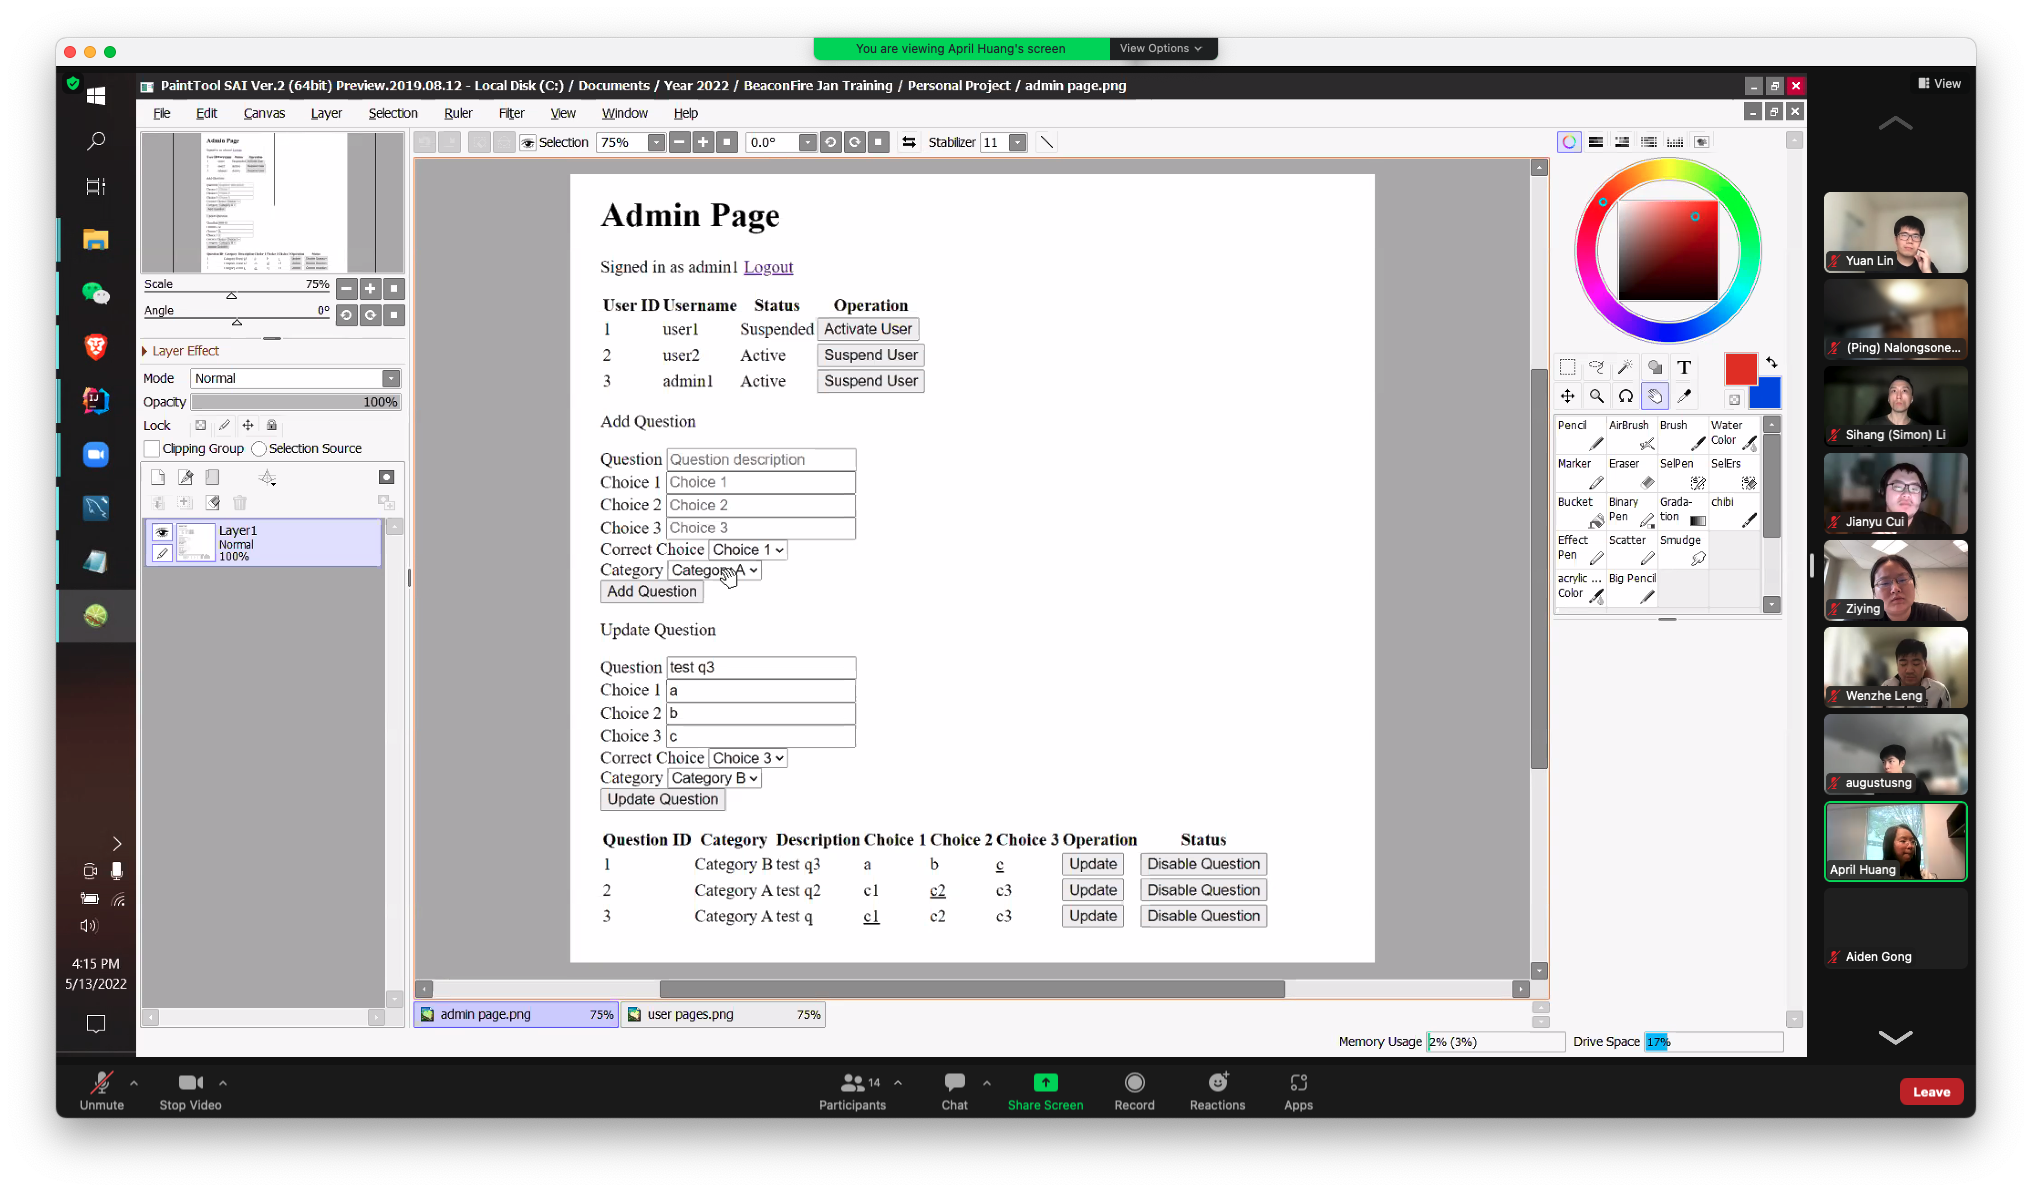 You are viewing April Huang's screen
View Options
View
PaintTool SAI Ver.2 (64bit) Preview.2019.08.12 - Local Disk (C:) / Documents / Year 2022 / BeaconFire Jan Training / Personal Project / admin page.png
File Edit Canvas Layer Selection Ruler Filter View Window Help
Selection 75% 0.0° Stabilizer 11
Scale 75%
Angle 0°
Layer Effect
Mode Normal
Opacity 100%
Lock
Clipping Group Selection Source
Layer1
Normal
100%
Admin Page
Signed in as admin1 Logout
User ID Username Status Operation
1 user1 Suspended Activate User
2 user2 Active Suspend User
3 admin1 Active Suspend User
Add Question
Question Question description
Choice 1 Choice 1
Choice 2 Choice 2
Choice 3 Choice 3
Correct Choice Choice 1
Category Category A
Add Question
Update Question
Question test q3
Choice 1 a
Choice 2 b
Choice 3 c
Correct Choice Choice 3
Category Category B
Update Question
Question ID Category Description Choice 1 Choice 2 Choice 3 Operation Status
1 Category B test q3 a b c Update Disable Question
2 Category A test q2 c1 c2 c3 Update Disable Question
3 Category A test q c1 c2 c3 Update Disable Question
admin page.png 75% user pages.png 75%
Memory Usage 2% (3%) Drive Space 17%
T
Pencil AirBrush Brush Water Color
Marker Eraser SelPen SelErs
Bucket Binary Pen Grada-tion chibi
Effect Pen Scatter Smudge
acrylic ... Color Big Pencil
4:15 PM
5/13/2022
Yuan Lin
(Ping) Nalongsone...
Sihang (Simon) Li
Jianyu Cui
Ziying
Wenzhe Leng
augustusng
April Huang
Aiden Gong
Unmute
Stop Video
14
Participants
Chat
Share Screen
Record
Reactions
Apps
Leave